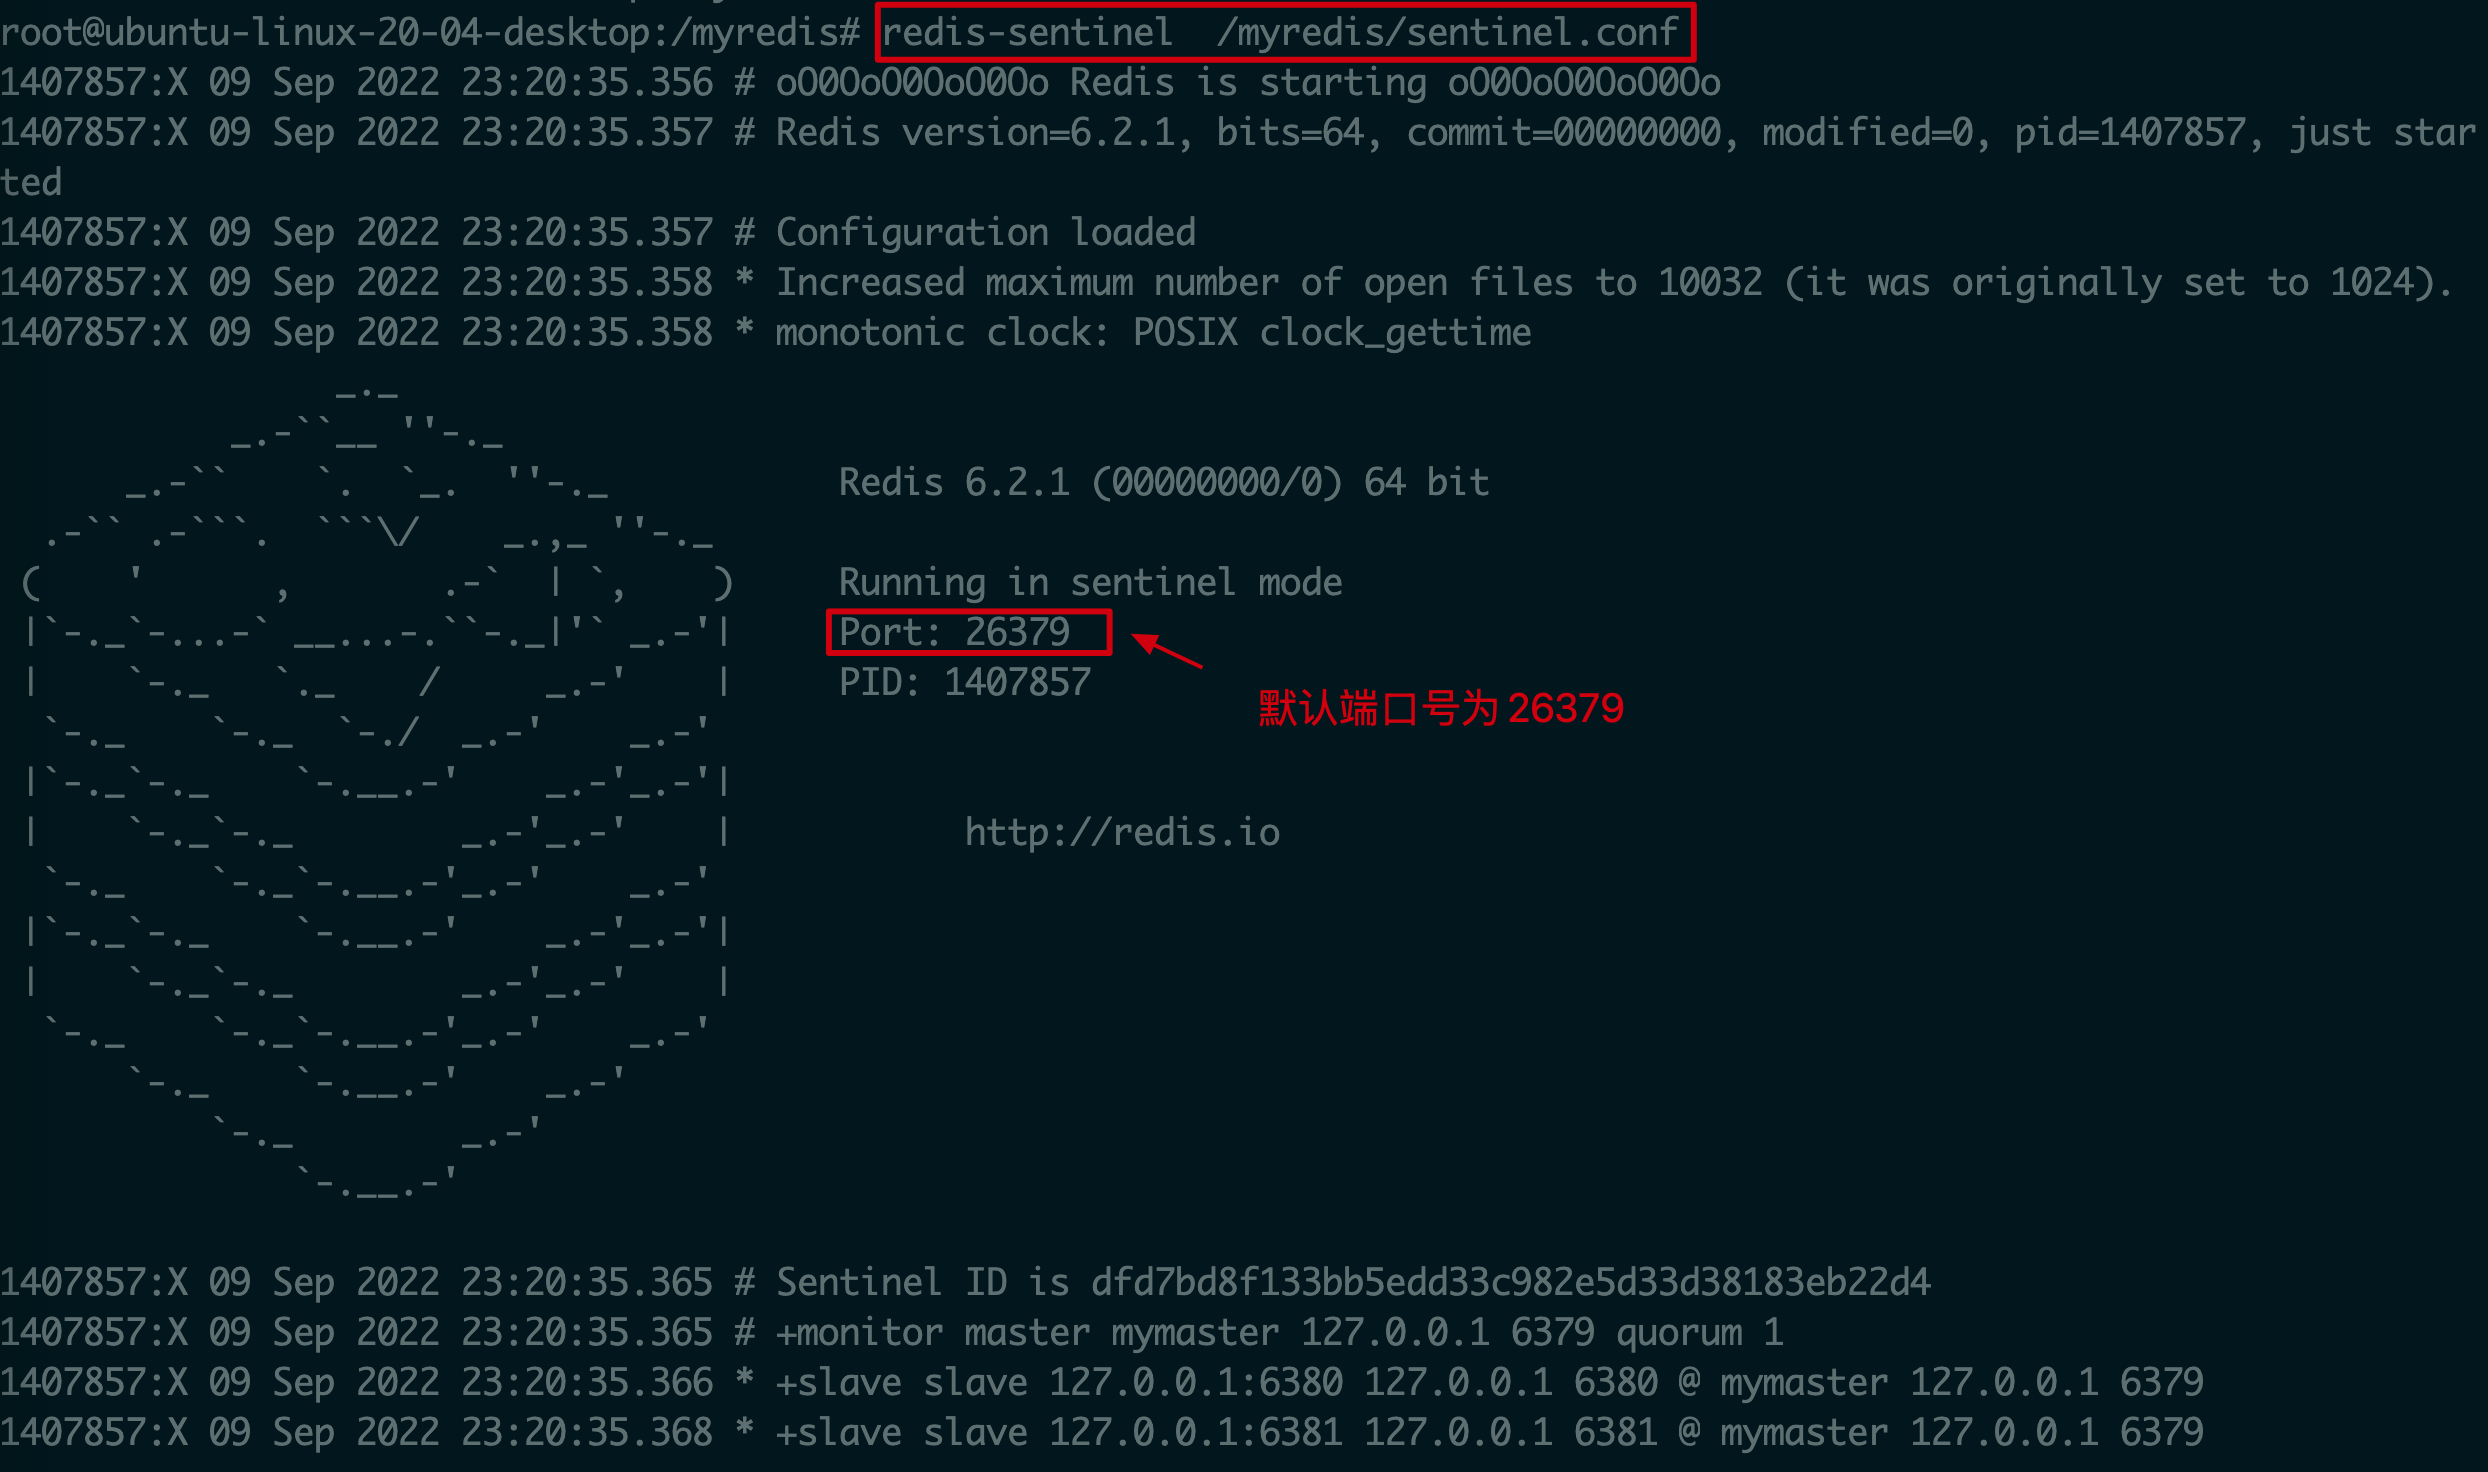 root@ubuntu-linux-20-04-desktop:/myredis# redis-sentinel  /myredis/sentinel.conf
1407857:X 09 Sep 2022 23:20:35.356 # oO0OoO0OoO0Oo Redis is starting oO0OoO0OoO0Oo
1407857:X 09 Sep 2022 23:20:35.357 # Redis version=6.2.1, bits=64, commit=00000000, modified=0, pid=1407857, just star
ted
1407857:X 09 Sep 2022 23:20:35.357 # Configuration loaded
1407857:X 09 Sep 2022 23:20:35.358 * Increased maximum number of open files to 10032 (it was originally set to 1024).
1407857:X 09 Sep 2022 23:20:35.358 * monotonic clock: POSIX clock_gettime
Redis 6.2.1 (00000000/0) 64 bit
Running in sentinel mode
Port: 26379
PID: 1407857
默认端口号为26379
http://redis.io
1407857:X 09 Sep 2022 23:20:35.365 # Sentinel ID is dfd7bd8f133bb5edd33c982e5d33d38183eb22d4
1407857:X 09 Sep 2022 23:20:35.365 # +monitor master mymaster 127.0.0.1 6379 quorum 1
1407857:X 09 Sep 2022 23:20:35.366 * +slave slave 127.0.0.1:6380 127.0.0.1 6380 @ mymaster 127.0.0.1 6379
1407857:X 09 Sep 2022 23:20:35.368 * +slave slave 127.0.0.1:6381 127.0.0.1 6381 @ mymaster 127.0.0.1 6379